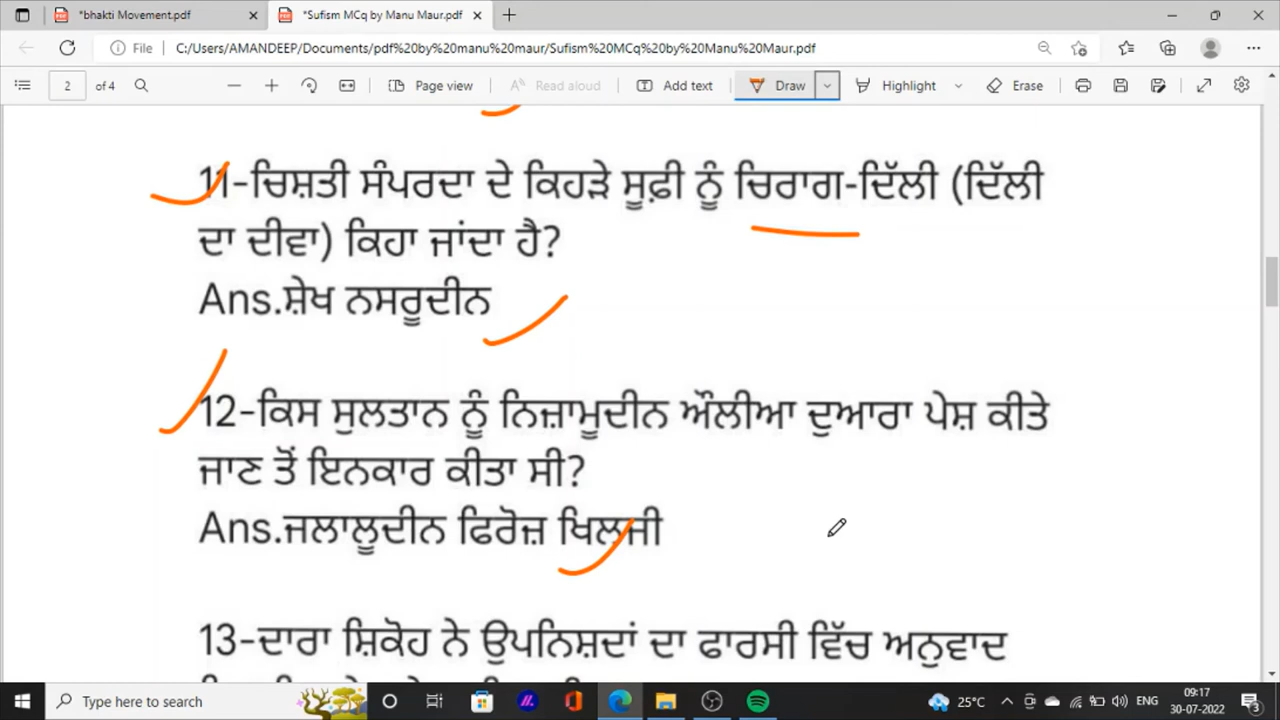 *bhakti Movement.pdf
*Sufism MCq by Manu Maur.pdf
File C:/Users/AMANDEEP/Documents/pdf%20by%20manu%20maur/Sufism%20MCq%20by%20Manu%20Maur.pdf
2 of 4 Page view Read aloud Add text Draw Highlight Erase
11-ਚਿਸ਼ਤੀ ਸੰਪਰਦਾ ਦੇ ਕਿਹੜੇ ਸੂਫ਼ੀ ਨੂੰ ਚਿਰਾਗ-ਦਿੱਲੀ (ਦਿੱਲੀ
ਦਾ ਦੀਵਾ) ਕਿਹਾ ਜਾਂਦਾ ਹੈ?
Ans.ਸ਼ੇਖ ਨਸਰੂਦੀਨ
12-ਕਿਸ ਸੁਲਤਾਨ ਨੂੰ ਨਿਜ਼ਾਮੂਦੀਨ ਔਲੀਆ ਦੁਆਰਾ ਪੇਸ਼ ਕੀਤੇ
ਜਾਣ ਤੋਂ ਇਨਕਾਰ ਕੀਤਾ ਸੀ?
Ans.ਜਲਾਲੂਦੀਨ ਫਿਰੋਜ਼ ਖਿਲਜੀ
13-ਦਾਰਾ ਸ਼ਿਕੋਹ ਨੇ ਉਪਨਿਸ਼ਦਾਂ ਦਾ ਫਾਰਸੀ ਵਿੱਚ ਅਨੁਵਾਦ
Type here to search
25°C ENG 09:17
30-07-2022